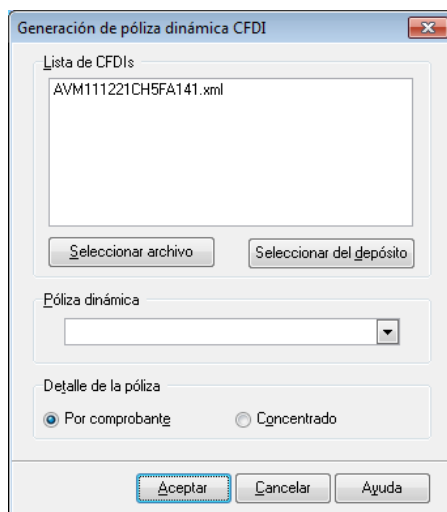 Generación de póliza dinámica CFDI
Lista de CFDIs
AVM111221CH5FA141.xml
Seleccionar archivo
Seleccionar del depósito
Póliza dinámica
Detalle de la póliza
Por comprobante
Concentrado
Aceptar
Cancelar
Ayuda